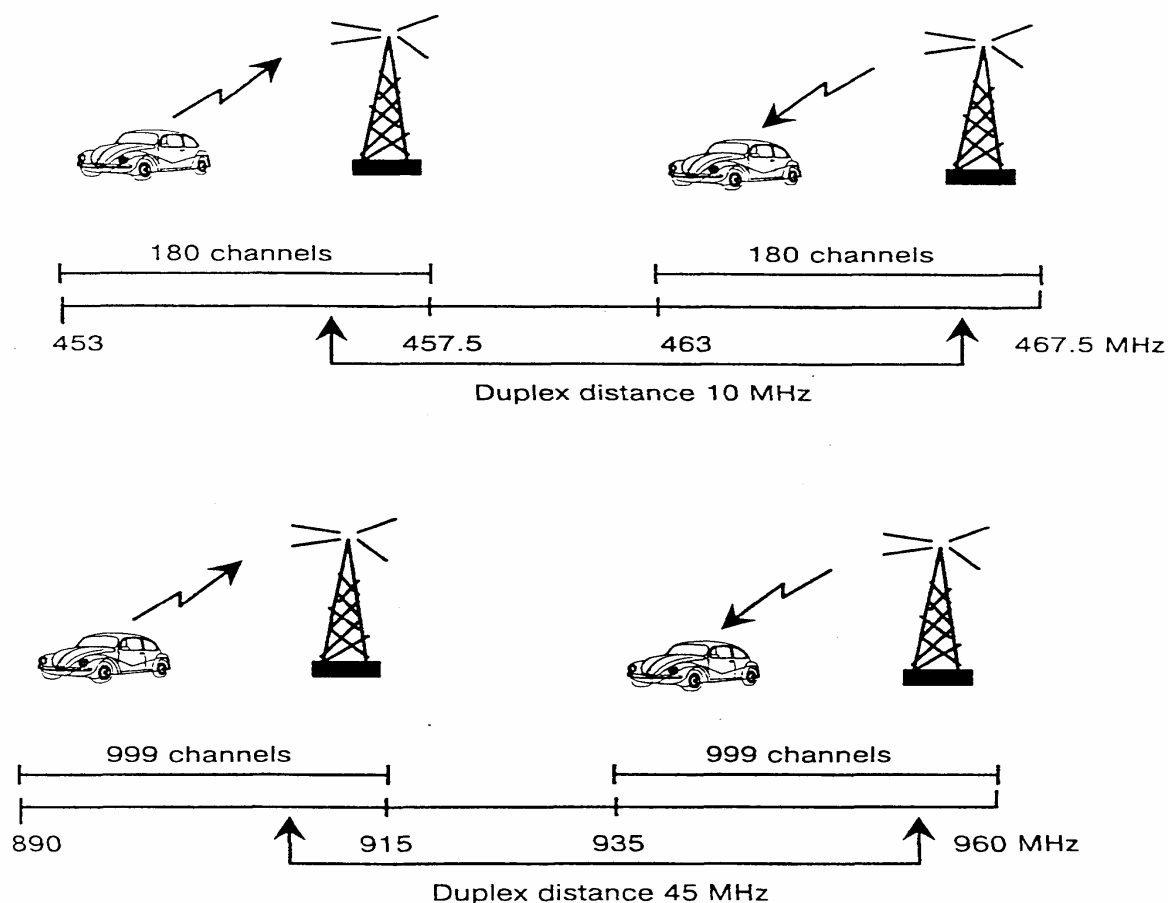 180 channels 180 channels
453 457.5 463 467.5 MHz
Duplex distance 10 MHz
999 channels 999 channels
890 915 935 960 MHz
Duplex distance 45 MHz